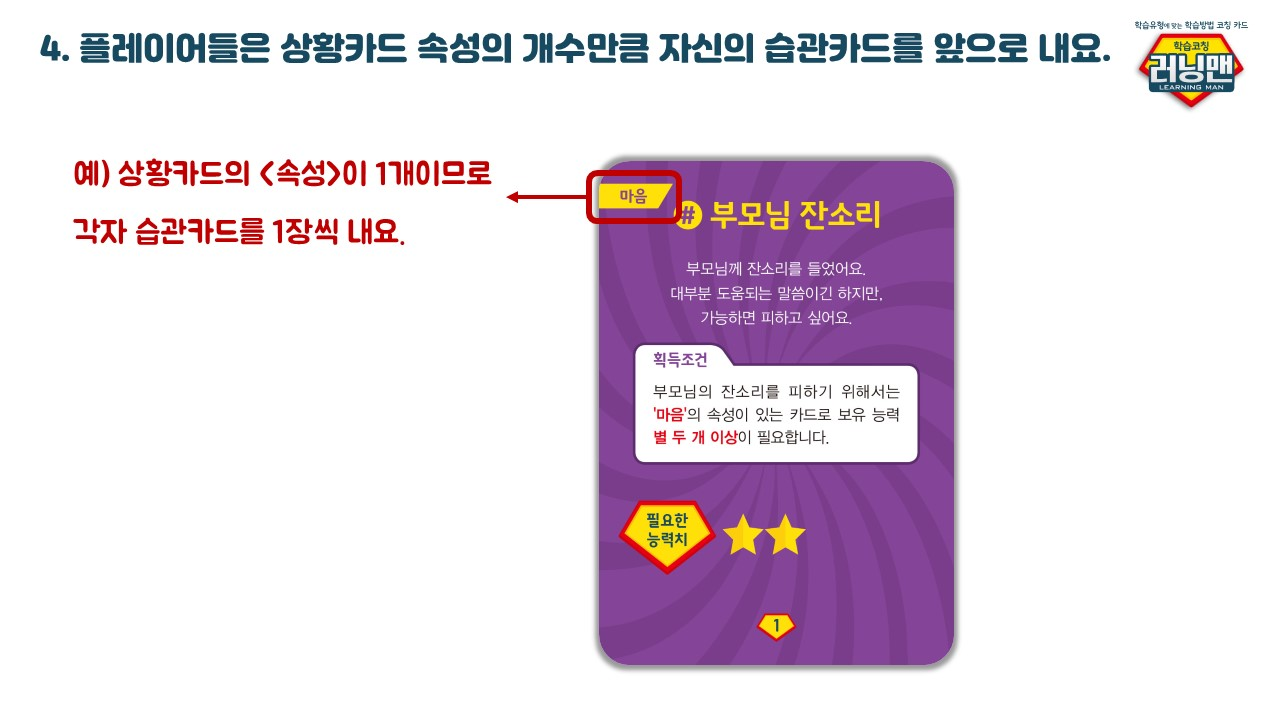 학습유형에 맞는 학습방법 코칭 카드
4. 플레이어들은 상황카드 속성의 개수만큼 자신의 습관카드를 앞으로 내요.
학습코칭
러닝맨
LEARNING MAN
예) 상황카드의 <속성>이 1개이므로
각자 습관카드를 1장씩 내요.
마음
# 부모님 잔소리
부모님께 잔소리를 들었어요.
대부분 도움되는 말씀이긴 하지만,
가능하면 피하고 싶어요.
획득조건
부모님의 잔소리를 피하기 위해서는
'마음'의 속성이 있는 카드로 보유 능력
별 두 개 이상이 필요합니다.
필요한
능력치
1